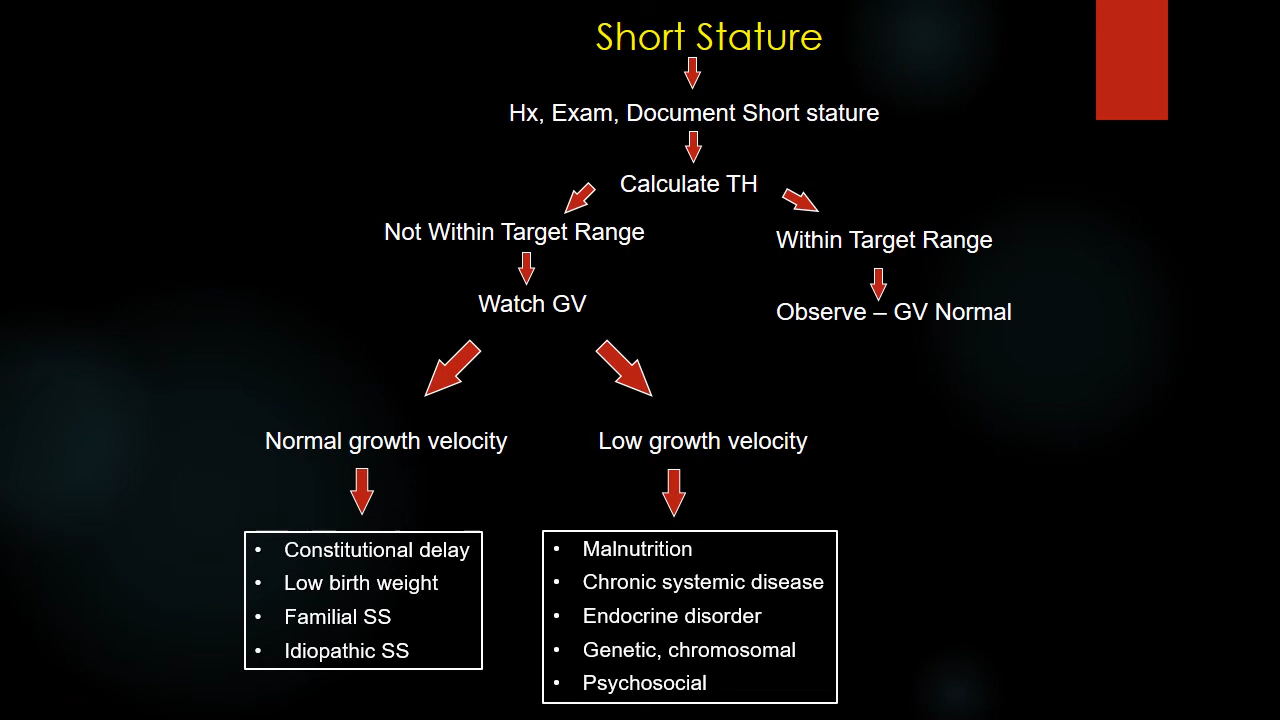 Short Stature
Hx, Exam, Document Short stature
Calculate TH
Not Within Target Range
Within Target Range
Watch GV
Observe – GV Normal
Normal growth velocity
Low growth velocity
• Constitutional delay
• Low birth weight
• Familial SS
• Idiopathic SS
• Malnutrition
• Chronic systemic disease
• Endocrine disorder
• Genetic, chromosomal
• Psychosocial